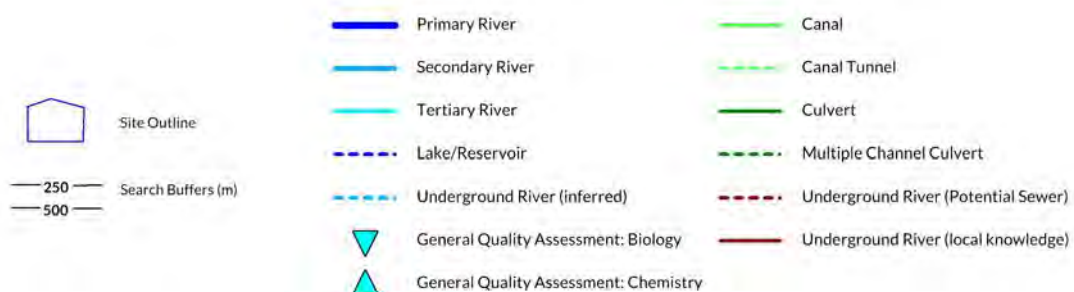 Primary River
Secondary River
Tertiary River
Lake/Reservoir
Underground River (inferred)
General Quality Assessment: Biology
General Quality Assessment: Chemistry
Canal
Canal Tunnel
Culvert
Multiple Channel Culvert
Underground River (Potential Sewer)
Underground River (local knowledge)
Site Outline
250
500
Search Buffers (m)